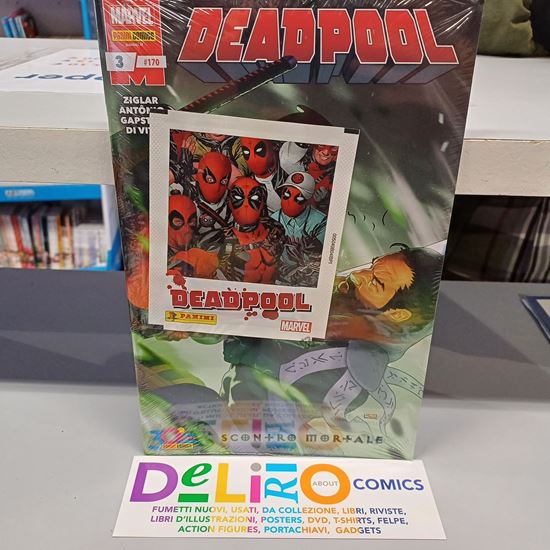 MARVEL
PANINI COMICS
DEADPOOL
3 #170
ZIGLAR
ANTÔNIO
GAPST
DI VIT
DEADPOOL
PANINI
MARVEL
30
SCONTRO MORTALE
DeLiRiO ABOUT COMICS
FUMETTI NUOVI, USATI, DA COLLEZIONE, LIBRI, RIVISTE,
LIBRI D'ILLUSTRAZIONI, POSTERS, DVD, T-SHIRTS, FELPE,
ACTION FIGURES, PORTACHIAVI, GADGETS